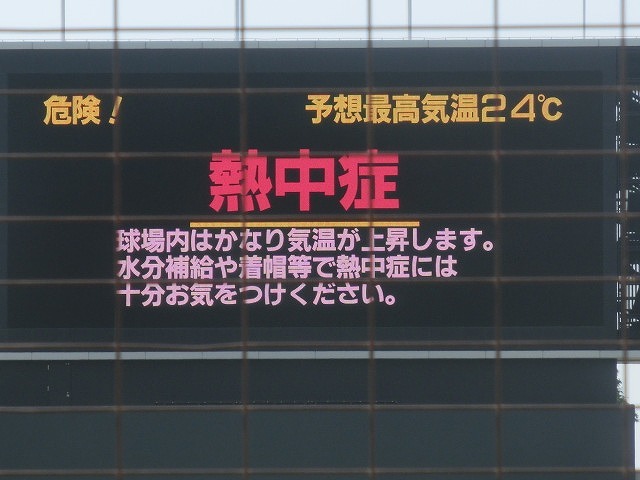 危険！ 予想最高気温24℃
熱中症
球場内はかなり気温が上昇します。
水分補給や着帽等で熱中症には
十分お気をつけください。